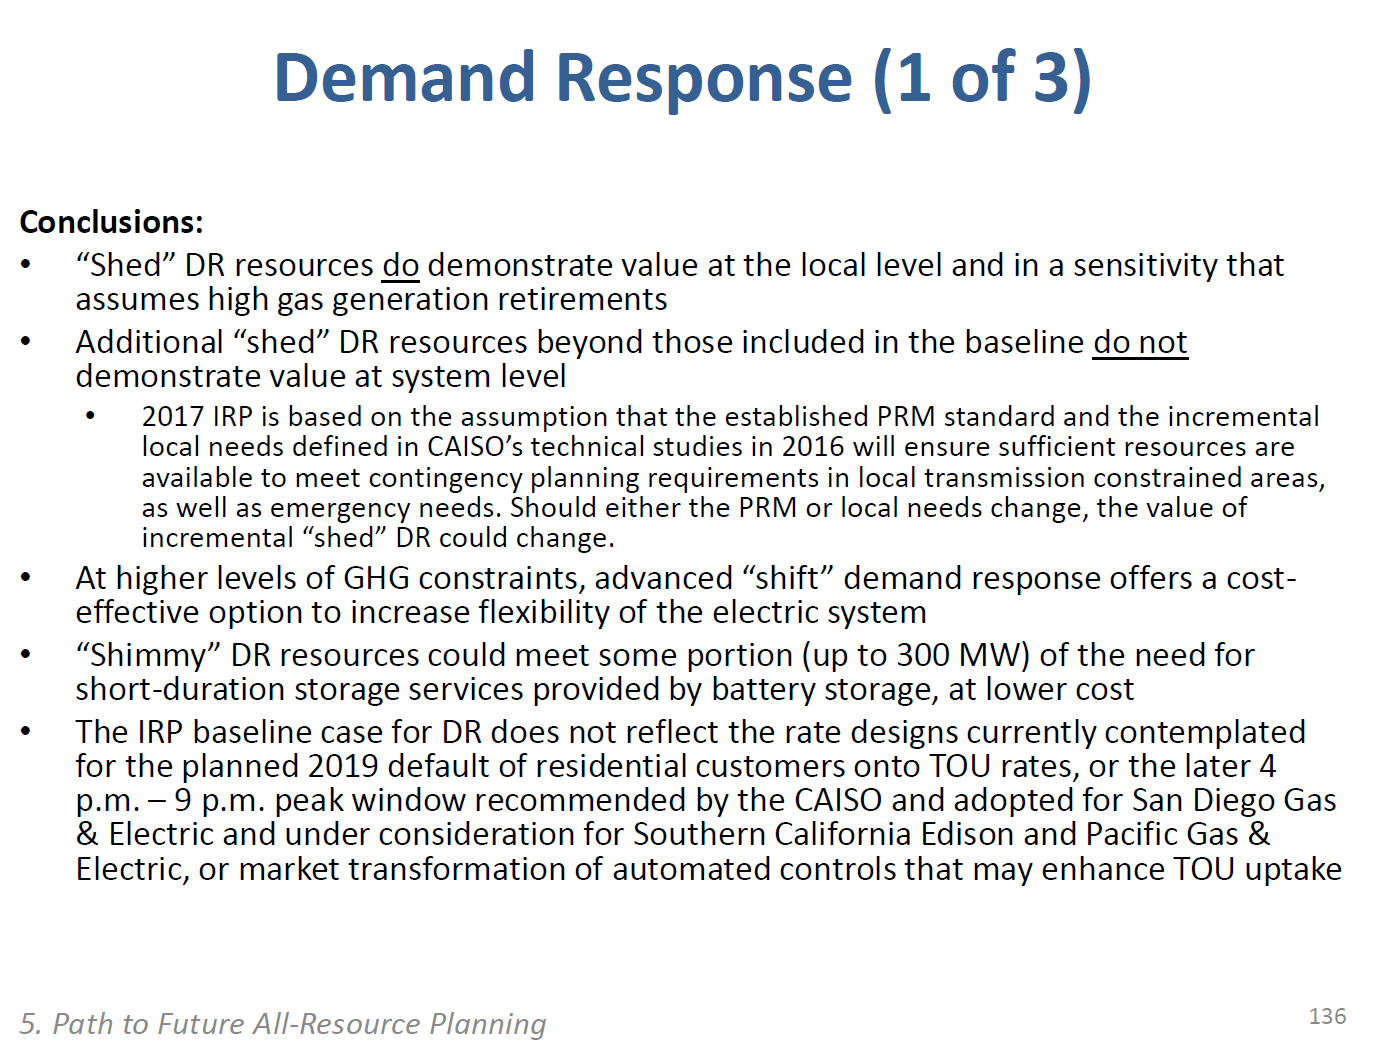 Demand Response (1 of 3)
Conclusions:
• “Shed” DR resources do demonstrate value at the local level and in a sensitivity that
assumes high gas generation retirements
• Additional “shed” DR resources beyond those included in the baseline do not
demonstrate value at system level
• 2017 IRP is based on the assumption that the established PRM standard and the incremental
local needs defined in CAISO’s technical studies in 2016 will ensure sufficient resources are
available to meet contingency planning requirements in local transmission constrained areas,
as well as emergency needs. Should either the PRM or local needs change, the value of
incremental “shed” DR could change.
• At higher levels of GHG constraints, advanced “shift” demand response offers a cost-
effective option to increase flexibility of the electric system
• “Shimmy” DR resources could meet some portion (up to 300 MW) of the need for
short-duration storage services provided by battery storage, at lower cost
• The IRP baseline case for DR does not reflect the rate designs currently contemplated
for the planned 2019 default of residential customers onto TOU rates, or the later 4
p.m. – 9 p.m. peak window recommended by the CAISO and adopted for San Diego Gas
& Electric and under consideration for Southern California Edison and Pacific Gas &
Electric, or market transformation of automated controls that may enhance TOU uptake
5. Path to Future All-Resource Planning
136